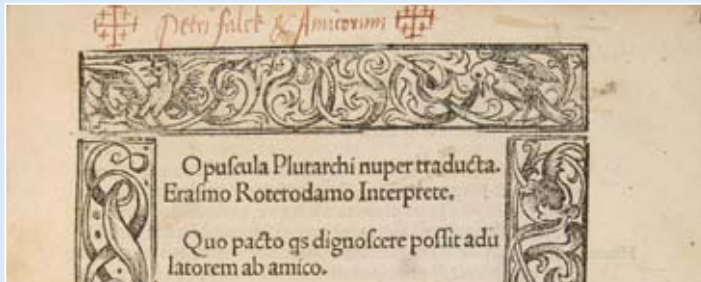 Petri Falck & Amicorum
Opuſcula Plutarchi nuper traducta.
Eraſmo Roterodamo Interprete.
Quo pacto qs dignoſcere poſſit adu
latorem ab amico.